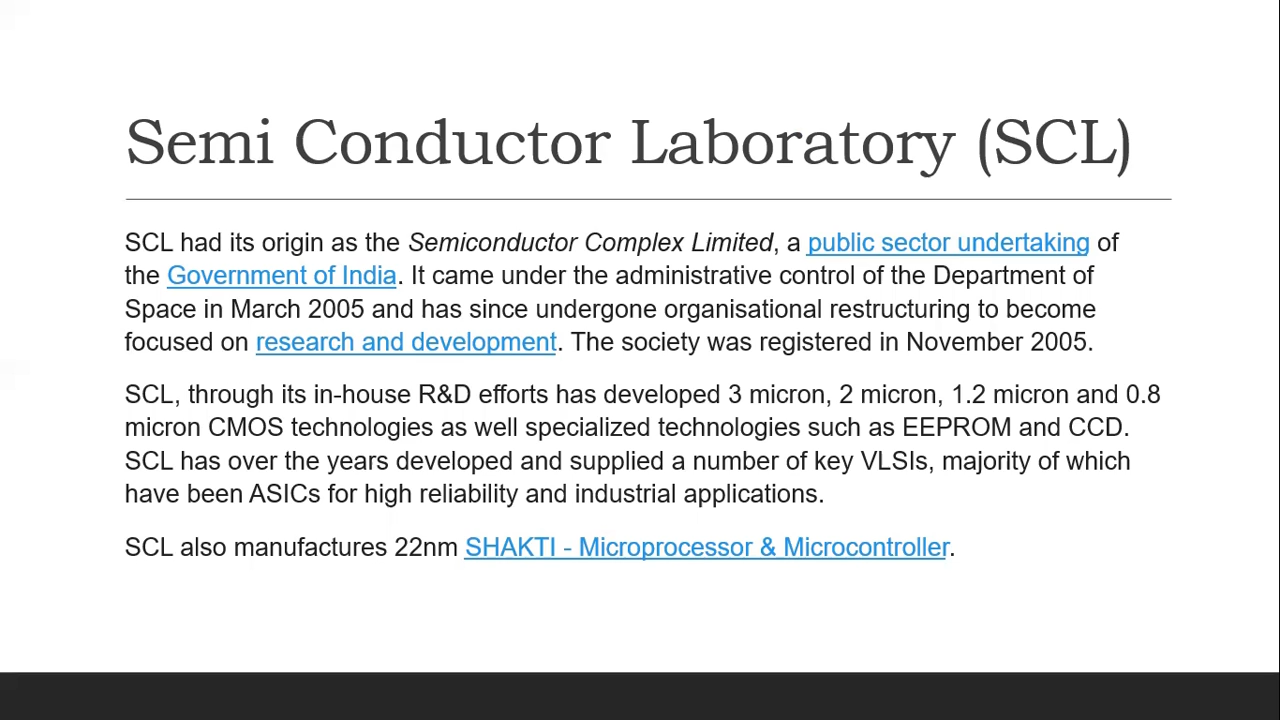 Semi Conductor Laboratory (SCL)
SCL had its origin as the Semiconductor Complex Limited, a public sector undertaking of
the Government of India. It came under the administrative control of the Department of
Space in March 2005 and has since undergone organisational restructuring to become
focused on research and development. The society was registered in November 2005.
SCL, through its in-house R&D efforts has developed 3 micron, 2 micron, 1.2 micron and 0.8
micron CMOS technologies as well specialized technologies such as EEPROM and CCD.
SCL has over the years developed and supplied a number of key VLSIs, majority of which
have been ASICs for high reliability and industrial applications.
SCL also manufactures 22nm SHAKTI - Microprocessor & Microcontroller.